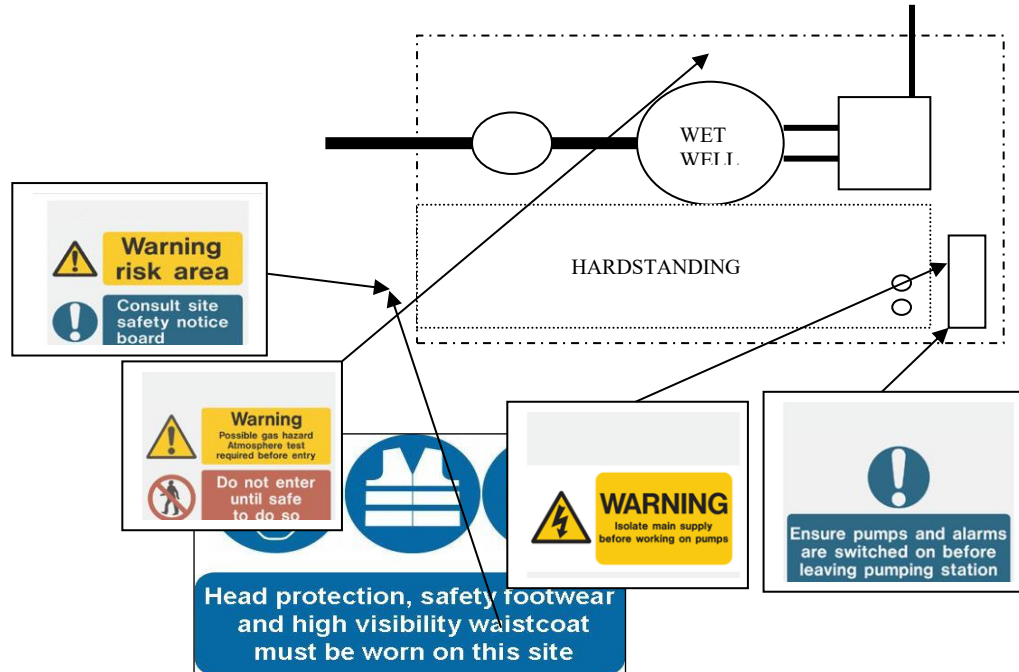 WET
WELL
HARDSTANDING
Warning
risk area
Consult site
safety notice
board
Warning
Possible gas hazard
Atmosphere test
required before entry
Do not enter
until safe
to do so
WARNING
Isolate main supply
before working on pumps
Ensure pumps and alarms
are switched on before
leaving pumping station
Head protection, safety footwear
and high visibility waistcoat
must be worn on this site